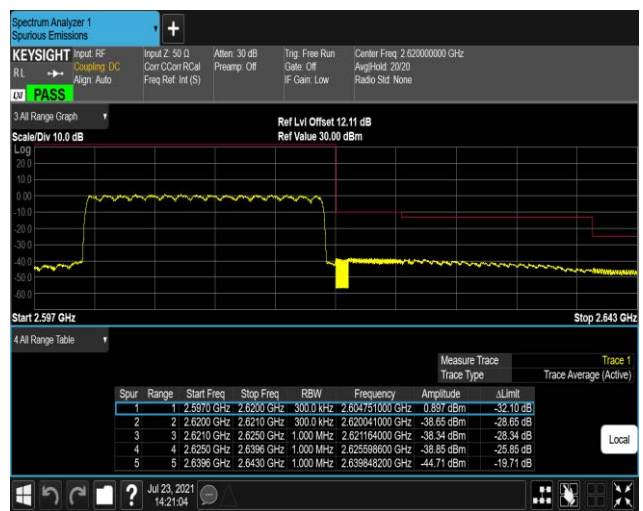 Spectrum Analyzer 1
Spurious Emissions
+
KEYSIGHT Input: RF Input Z: 50 Ω Atten: 30 dB Trig: Free Run Center Freq: 2.620000000 GHz
RL Coupling: DC Corr CCorr RCal Preamp: Off Gate: Off Avg|Hold: 20/20
Align: Auto Freq Ref: Int (S) IF Gain: Low Radio Std: None
LXI PASS
3 All Range Graph
Ref Lvl Offset 12.11 dB
Scale/Div 10.0 dB Ref Value 30.00 dBm
Log
20.0
10.0
0.00
-10.0
-20.0
-30.0
-40.0
-50.0
-60.0
Start 2.597 GHz Stop 2.643 GHz
4 All Range Table
Measure Trace Trace 1
Trace Type Trace Average (Active)
Spur Range Start Freq Stop Freq RBW Frequency Amplitude ΔLimit
1 1 2.5970 GHz 2.6200 GHz 300.0 kHz 2.604751000 GHz 0.897 dBm -32.10 dB
2 2 2.6200 GHz 2.6210 GHz 300.0 kHz 2.620041000 GHz -38.65 dBm -28.65 dB
3 3 2.6210 GHz 2.6250 GHz 1.000 MHz 2.621164000 GHz -38.34 dBm -28.34 dB
4 4 2.6250 GHz 2.6396 GHz 1.000 MHz 2.625598600 GHz -38.85 dBm -25.85 dB
5 5 2.6396 GHz 2.6430 GHz 1.000 MHz 2.639848200 GHz -44.71 dBm -19.71 dB
Local
? Jul 23, 2021
14:21:04